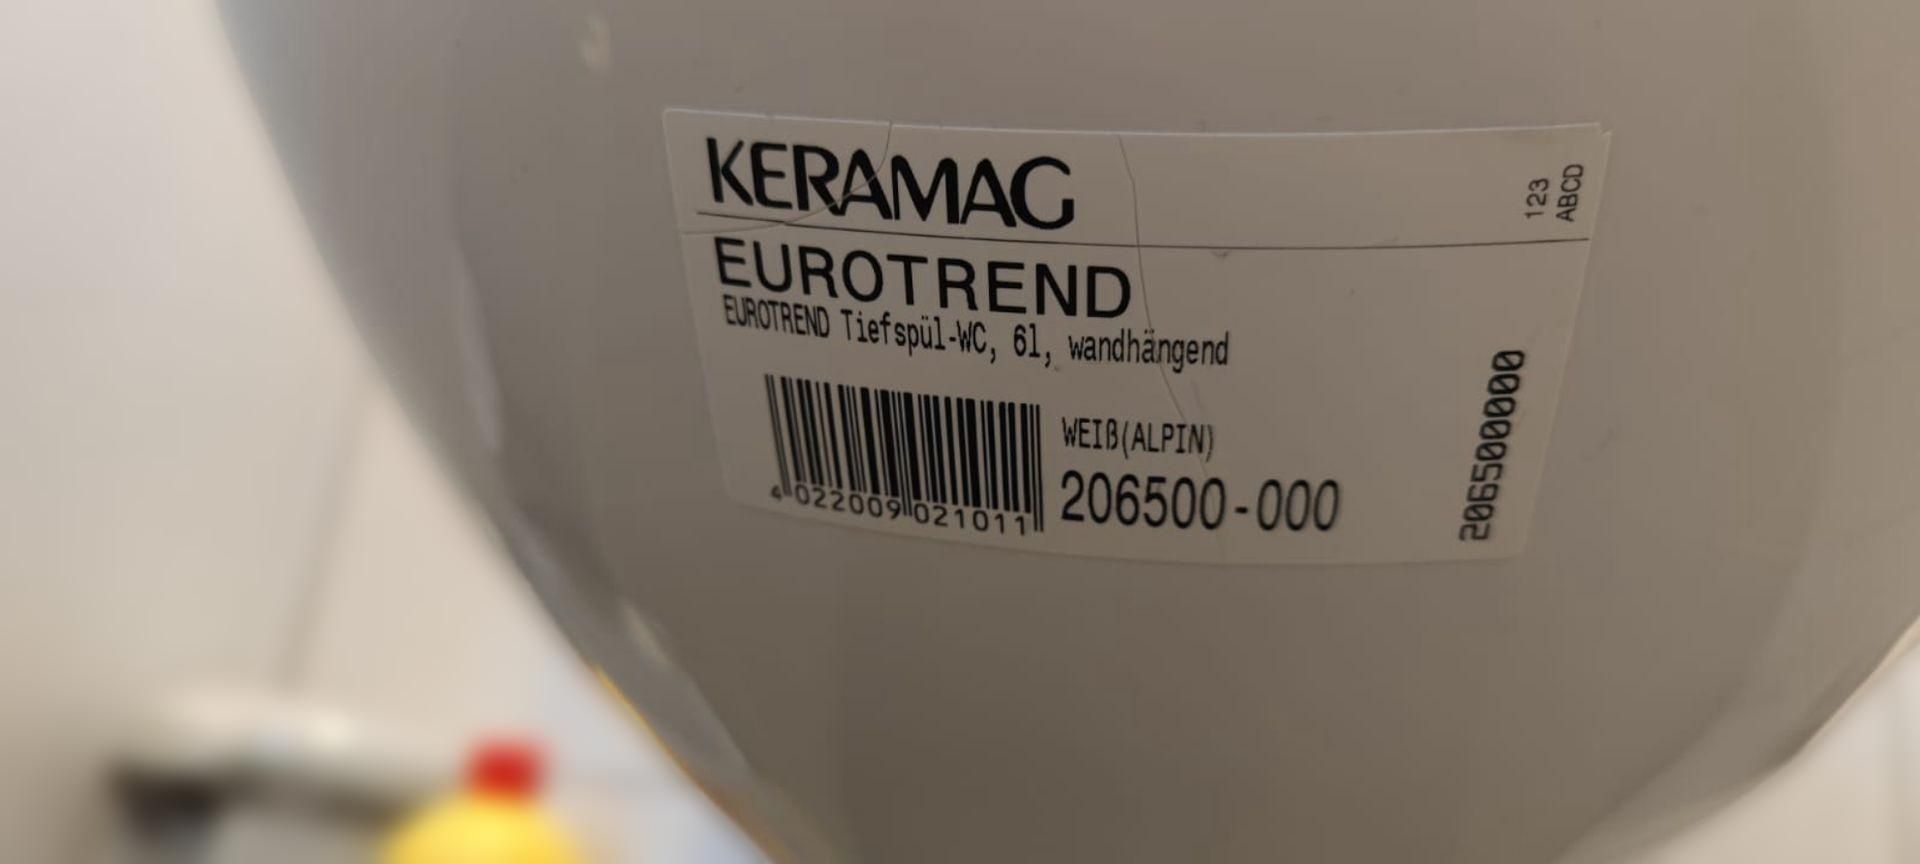 KERAMAG
123
ABCD
EUROTREND
EUROTREND Tiefspül-WC, 6l, wandhängend
WEIß(ALPIN)
4 022009 021011
206500-000
206500000